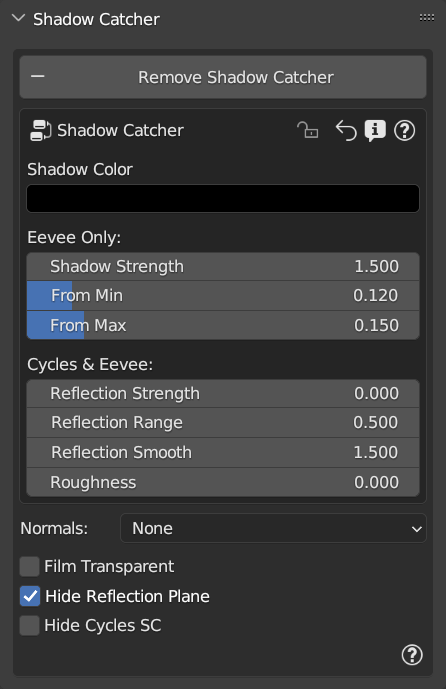 Shadow Catcher
Remove Shadow Catcher
Shadow Catcher
Shadow Color
Eevee Only:
Shadow Strength 1.500
From Min 0.120
From Max 0.150
Cycles & Eevee:
Reflection Strength 0.000
Reflection Range 0.500
Reflection Smooth 1.500
Roughness 0.000
Normals: None
Film Transparent
Hide Reflection Plane
Hide Cycles SC